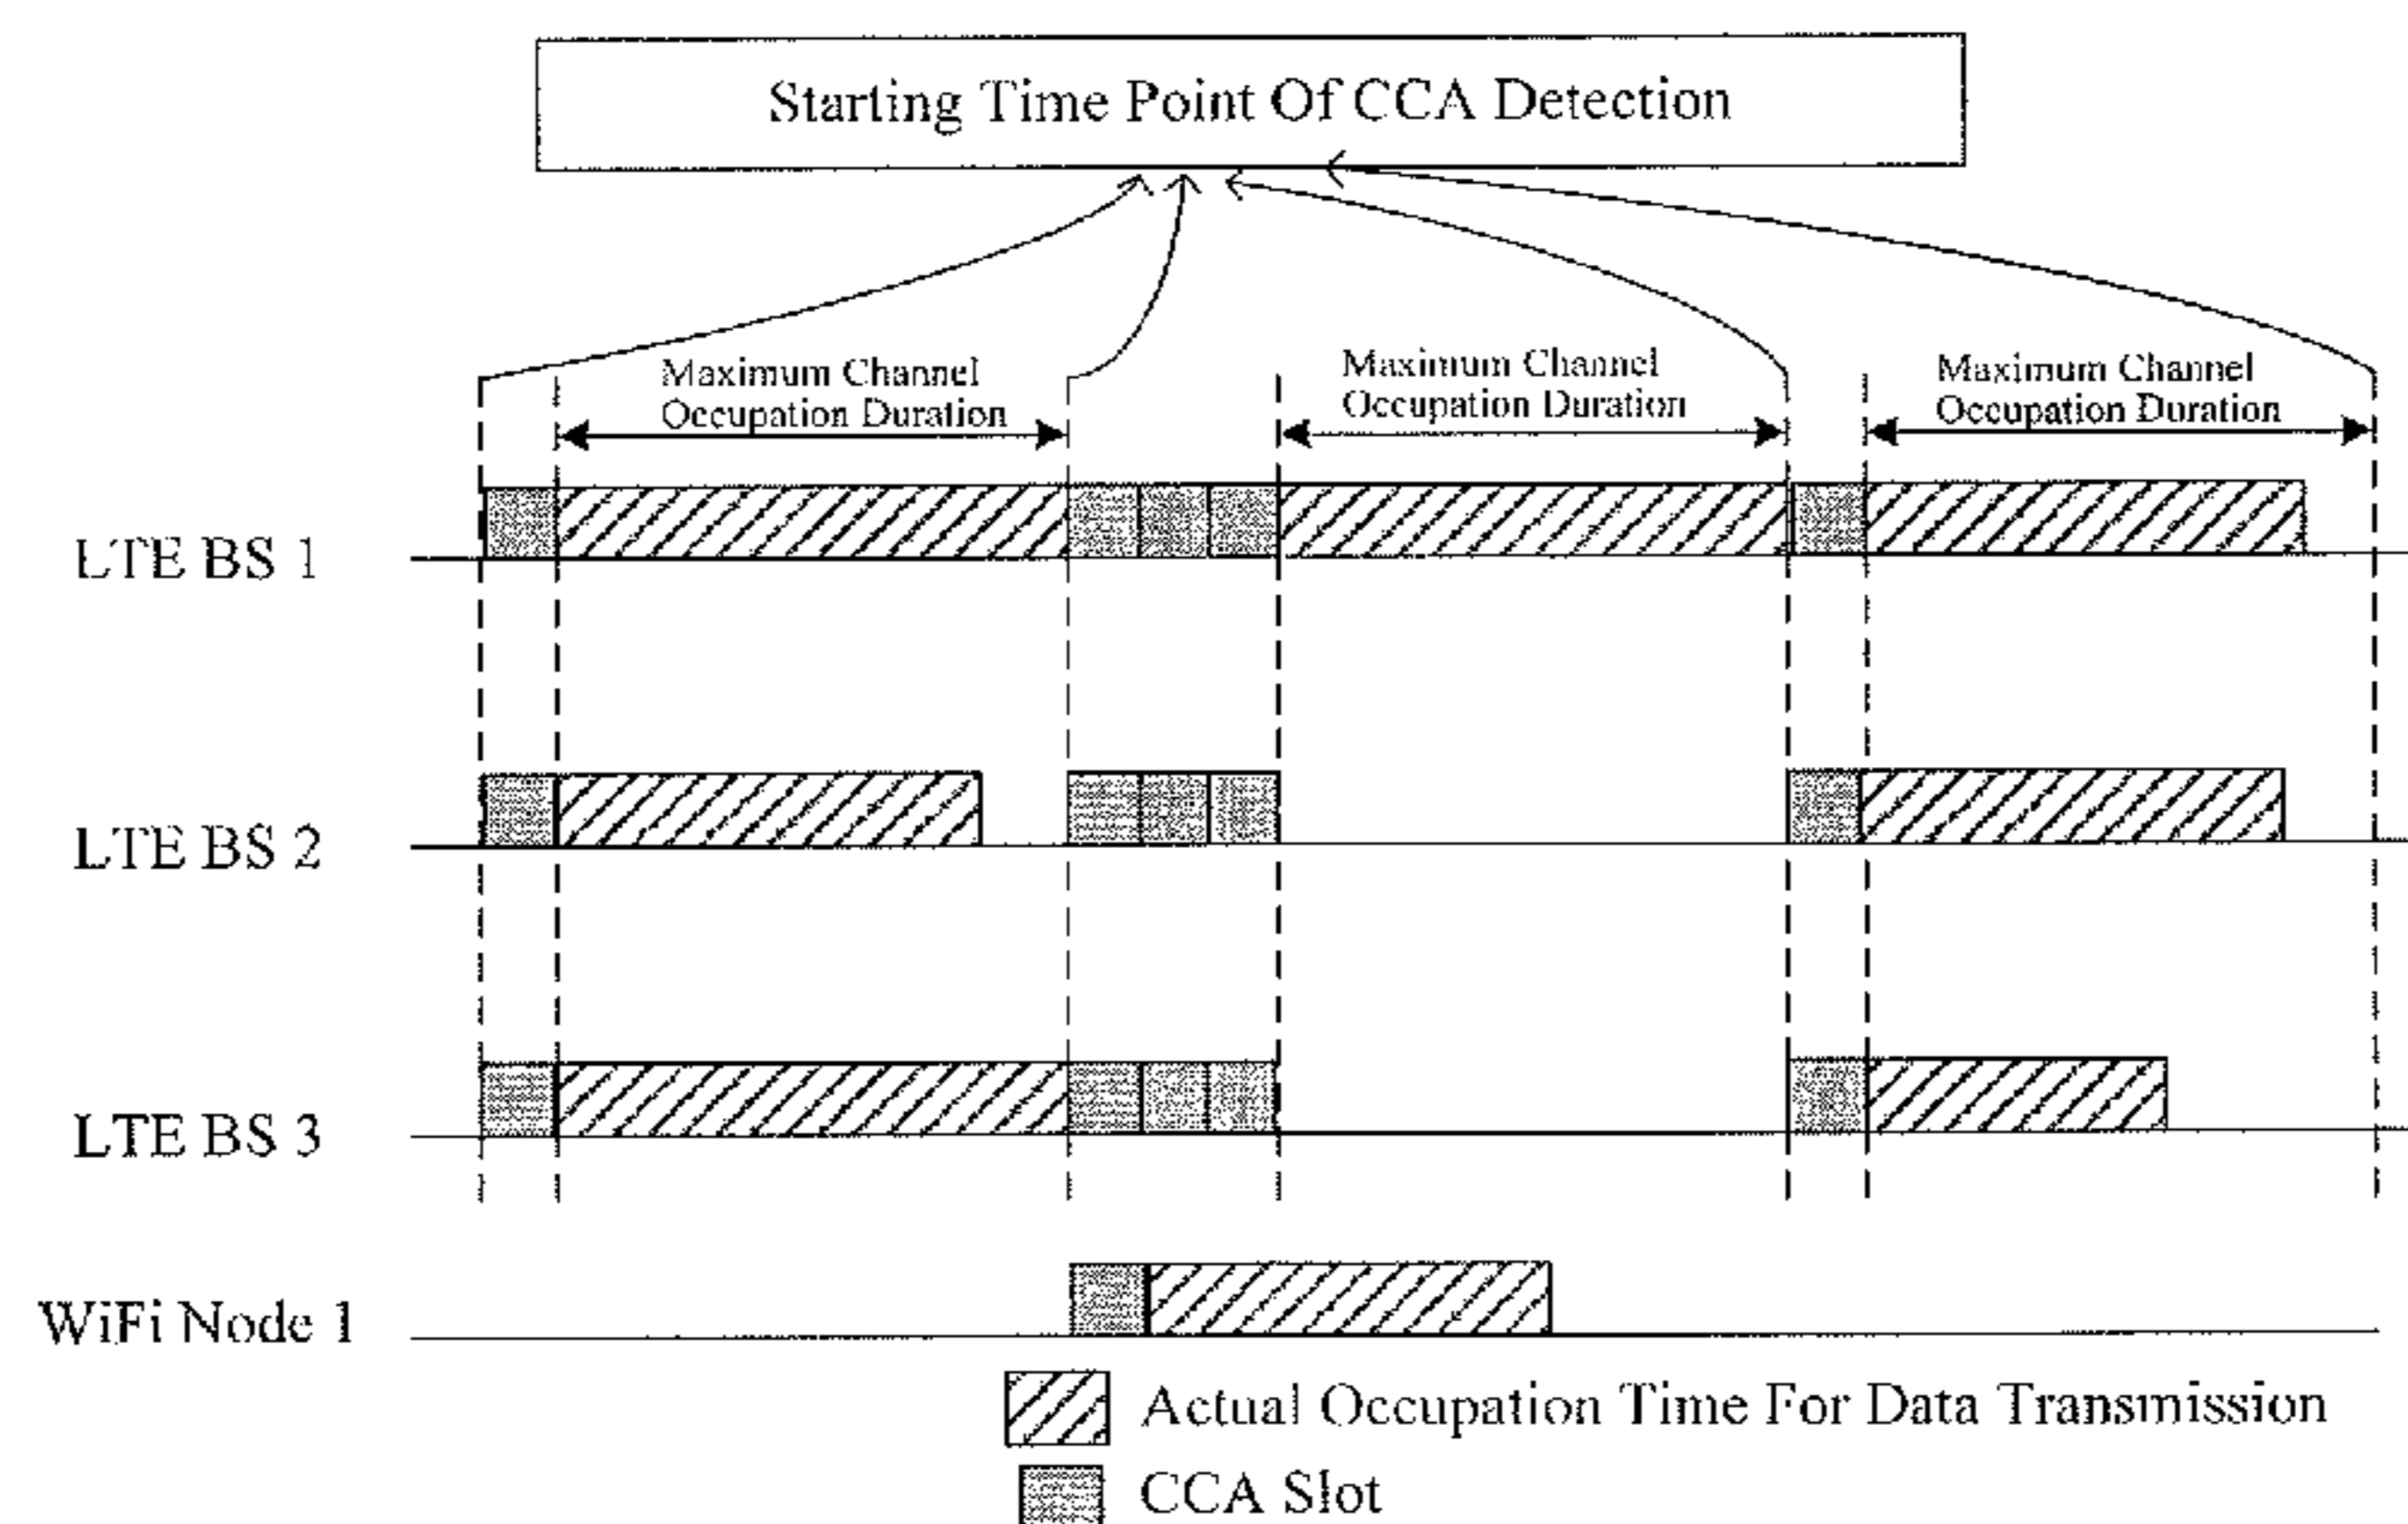 Starting Time Point Of CCA Detection
Maximum Channel
Occupation Duration
Maximum Channel
Occupation Duration
Maximum Channel
Occupation Duration
LTE BS 1
LTE BS 2
LTE BS 3
WiFi Node 1
Actual Occupation Time For Data Transmission
CCA Slot